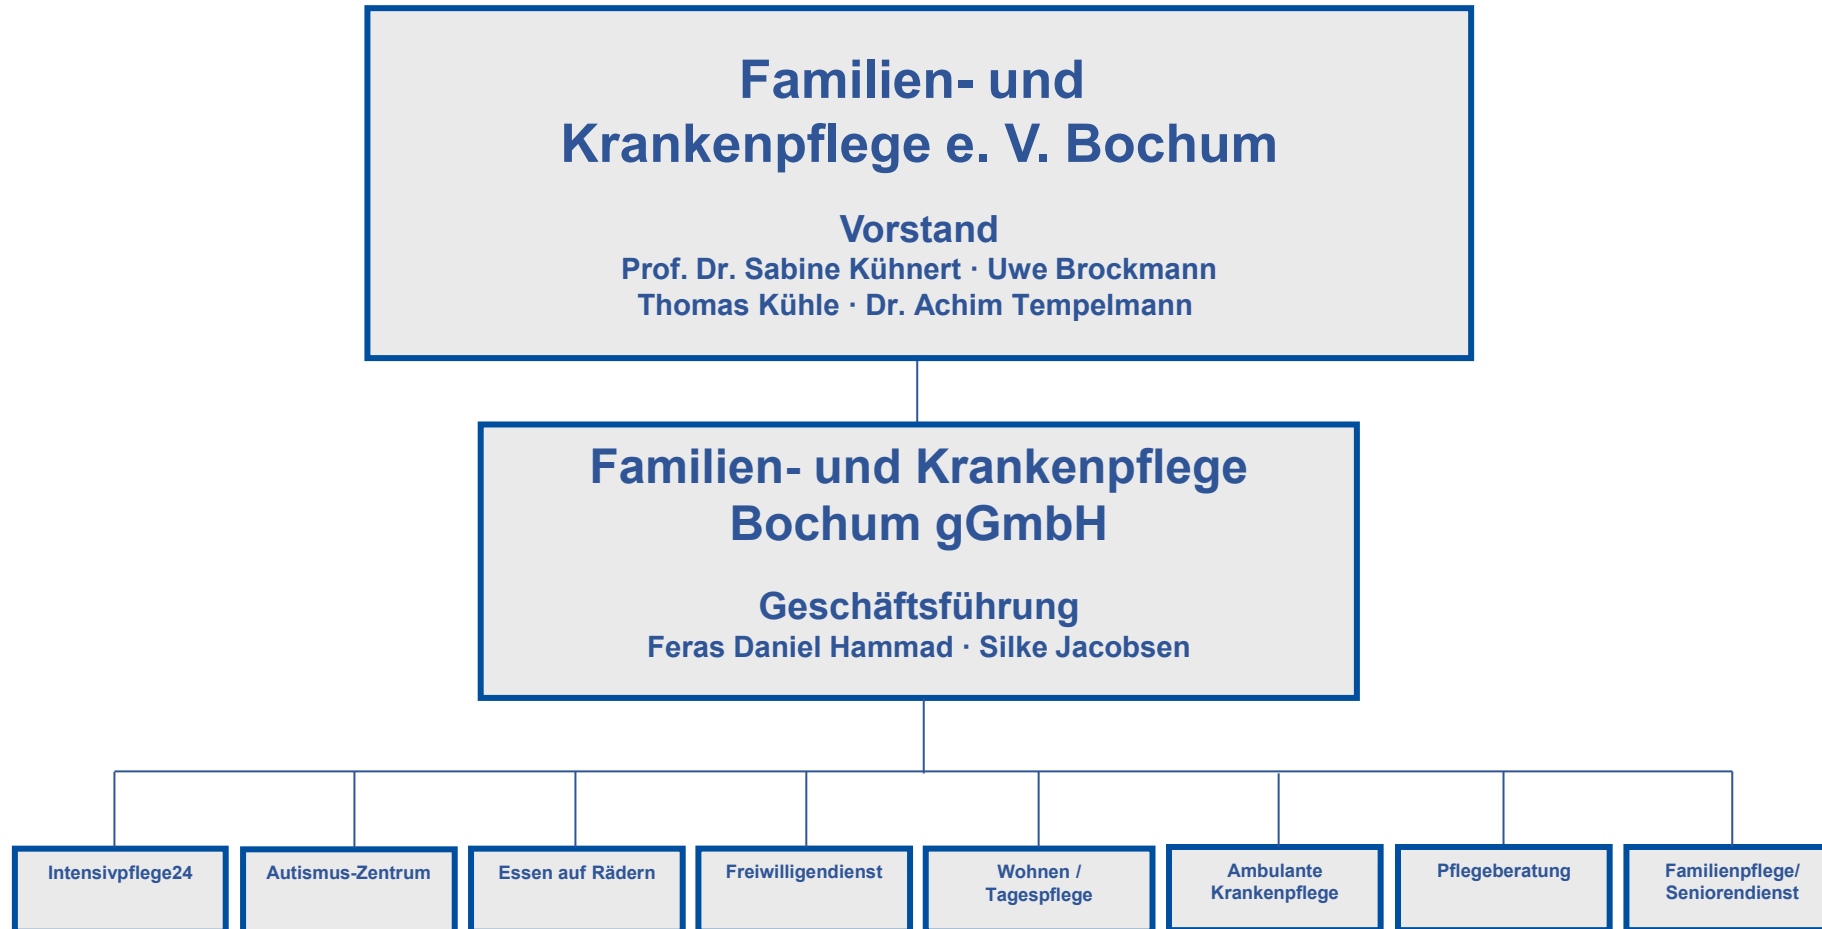 Familien- und
Krankenpflege e. V. Bochum
Vorstand
Prof. Dr. Sabine Kühnert · Uwe Brockmann
Thomas Kühle · Dr. Achim Tempelmann
Familien- und Krankenpflege
Bochum gGmbH
Geschäftsführung
Feras Daniel Hammad · Silke Jacobsen
Intensivpflege24
Autismus-Zentrum
Essen auf Rädern
Freiwilligendienst
Wohnen /
Tagespflege
Ambulante
Krankenpflege
Pflegeberatung
Familienpflege/
Seniorendienst